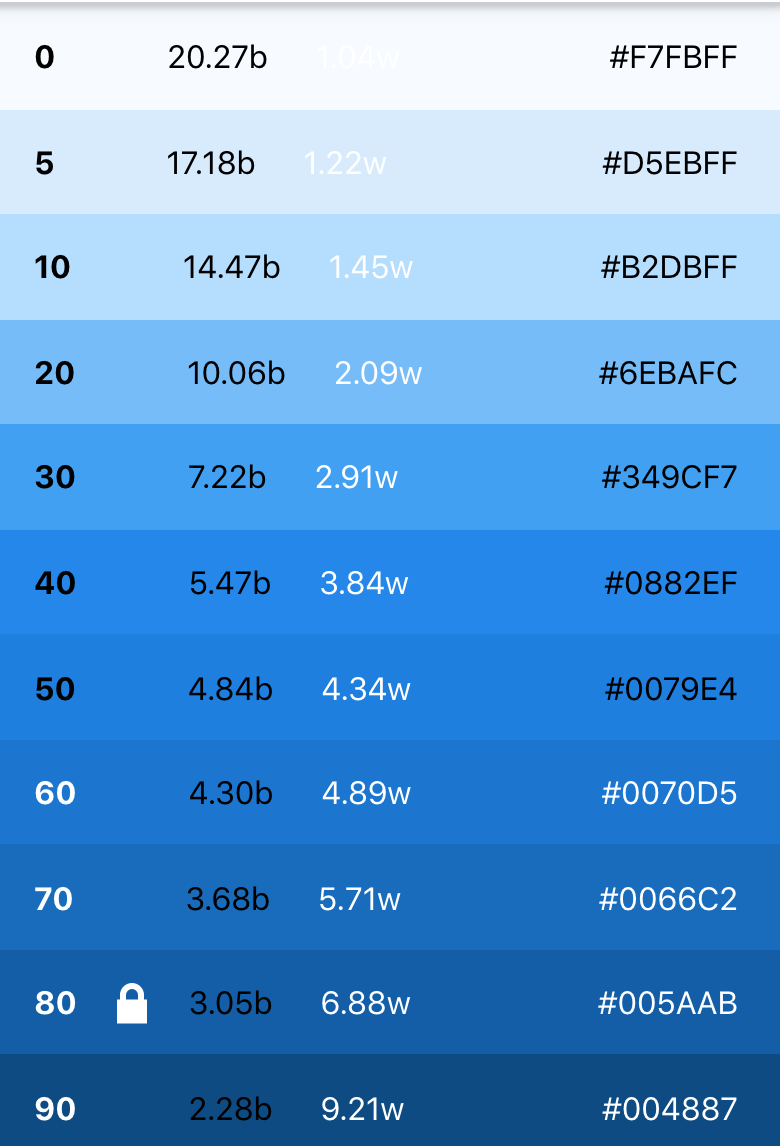 0 20.27b 1.04w #F7FBFF
5 17.18b 1.22w #D5EBFF
10 14.47b 1.45w #B2DBFF
20 10.06b 2.09w #6EBAFC
30 7.22b 2.91w #349CF7
40 5.47b 3.84w #0882EF
50 4.84b 4.34w #0079E4
60 4.30b 4.89w #0070D5
70 3.68b 5.71w #0066C2
80 3.05b 6.88w #005AAB
90 2.28b 9.21w #004887